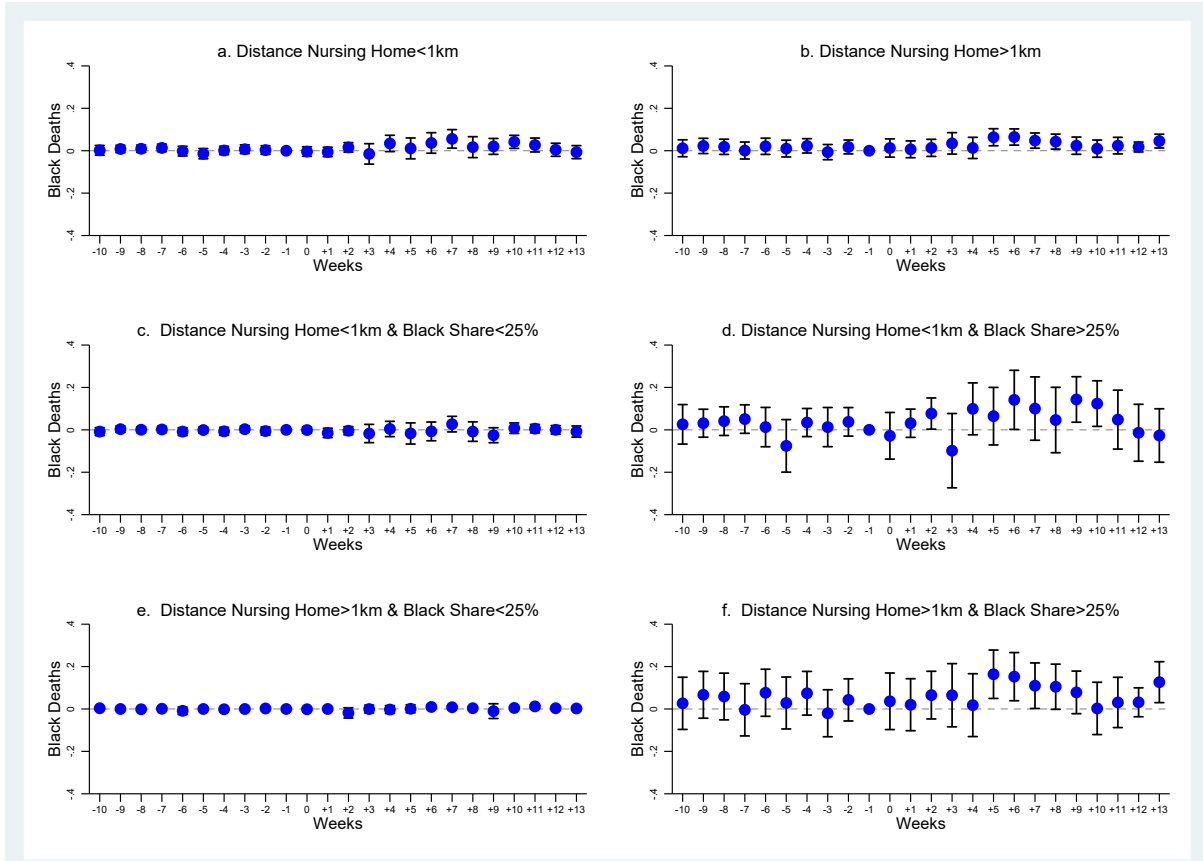 a. Distance Nursing Home<1km
Black Deaths
.4
.2
0
-.2
-.4
-10 -9 -8 -7 -6 -5 -4 -3 -2 -1 0 +1 +2 +3 +4 +5 +6 +7 +8 +9 +10 +11 +12 +13
Weeks
b. Distance Nursing Home>1km
Black Deaths
.4
.2
0
-.2
-.4
-10 -9 -8 -7 -6 -5 -4 -3 -2 -1 0 +1 +2 +3 +4 +5 +6 +7 +8 +9 +10 +11 +12 +13
Weeks
c. Distance Nursing Home<1km & Black Share<25%
Black Deaths
.4
.2
0
-.2
-.4
-10 -9 -8 -7 -6 -5 -4 -3 -2 -1 0 +1 +2 +3 +4 +5 +6 +7 +8 +9 +10 +11 +12 +13
Weeks
d. Distance Nursing Home<1km & Black Share>25%
Black Deaths
.4
.2
0
-.2
-.4
-10 -9 -8 -7 -6 -5 -4 -3 -2 -1 0 +1 +2 +3 +4 +5 +6 +7 +8 +9 +10 +11 +12 +13
Weeks
e. Distance Nursing Home>1km & Black Share<25%
Black Deaths
.4
.2
0
-.2
-.4
-10 -9 -8 -7 -6 -5 -4 -3 -2 -1 0 +1 +2 +3 +4 +5 +6 +7 +8 +9 +10 +11 +12 +13
Weeks
f. Distance Nursing Home>1km & Black Share>25%
Black Deaths
.4
.2
0
-.2
-.4
-10 -9 -8 -7 -6 -5 -4 -3 -2 -1 0 +1 +2 +3 +4 +5 +6 +7 +8 +9 +10 +11 +12 +13
Weeks